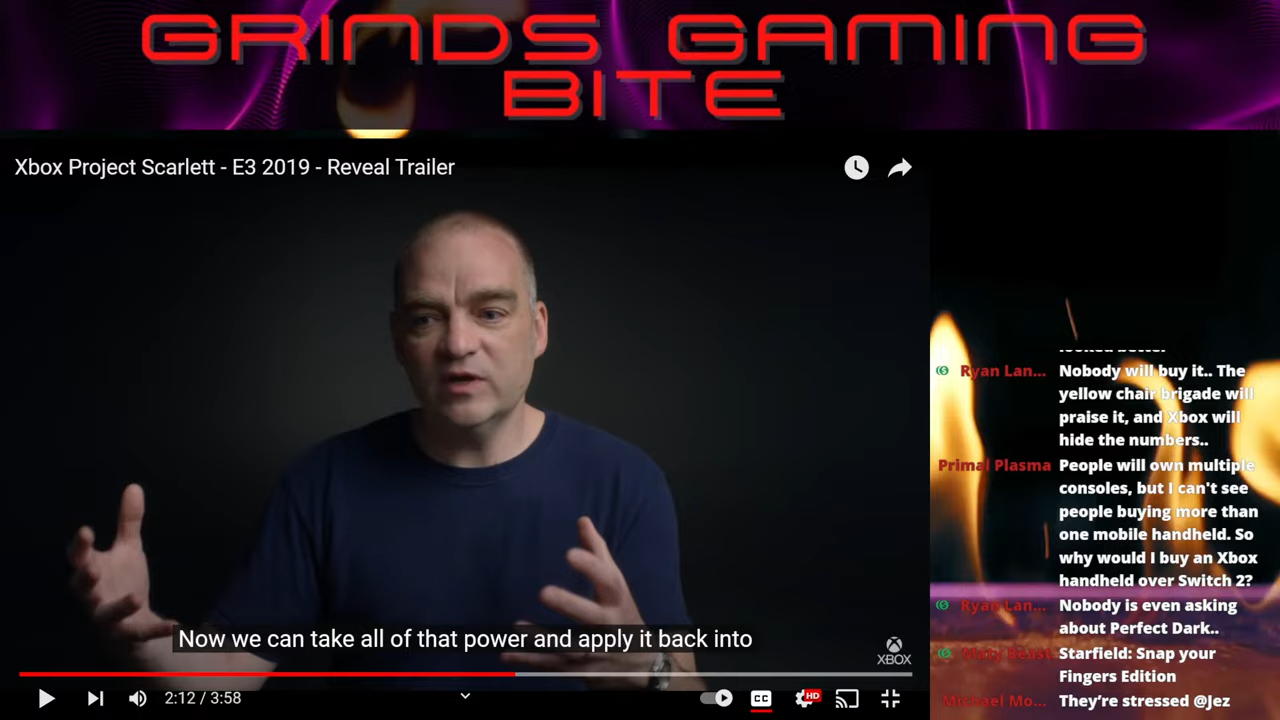 GRINDS GAMING
BITE
Xbox Project Scarlett - E3 2019 - Reveal Trailer
Now we can take all of that power and apply it back into
XBOX
2:12 / 3:58
CC
HD
Ryan Lan...
Nobody will buy it.. The
yellow chair brigade will
praise it, and Xbox will
hide the numbers..
Primal Plasma
People will own multiple
consoles, but I can't see
people buying more than
one mobile handheld. So
why would I buy an Xbox
handheld over Switch 2?
Ryan Lan...
Nobody is even asking
about Perfect Dark..
Starfield: Snap your
Fingers Edition
Michael Mo...
They’re stressed @Jez